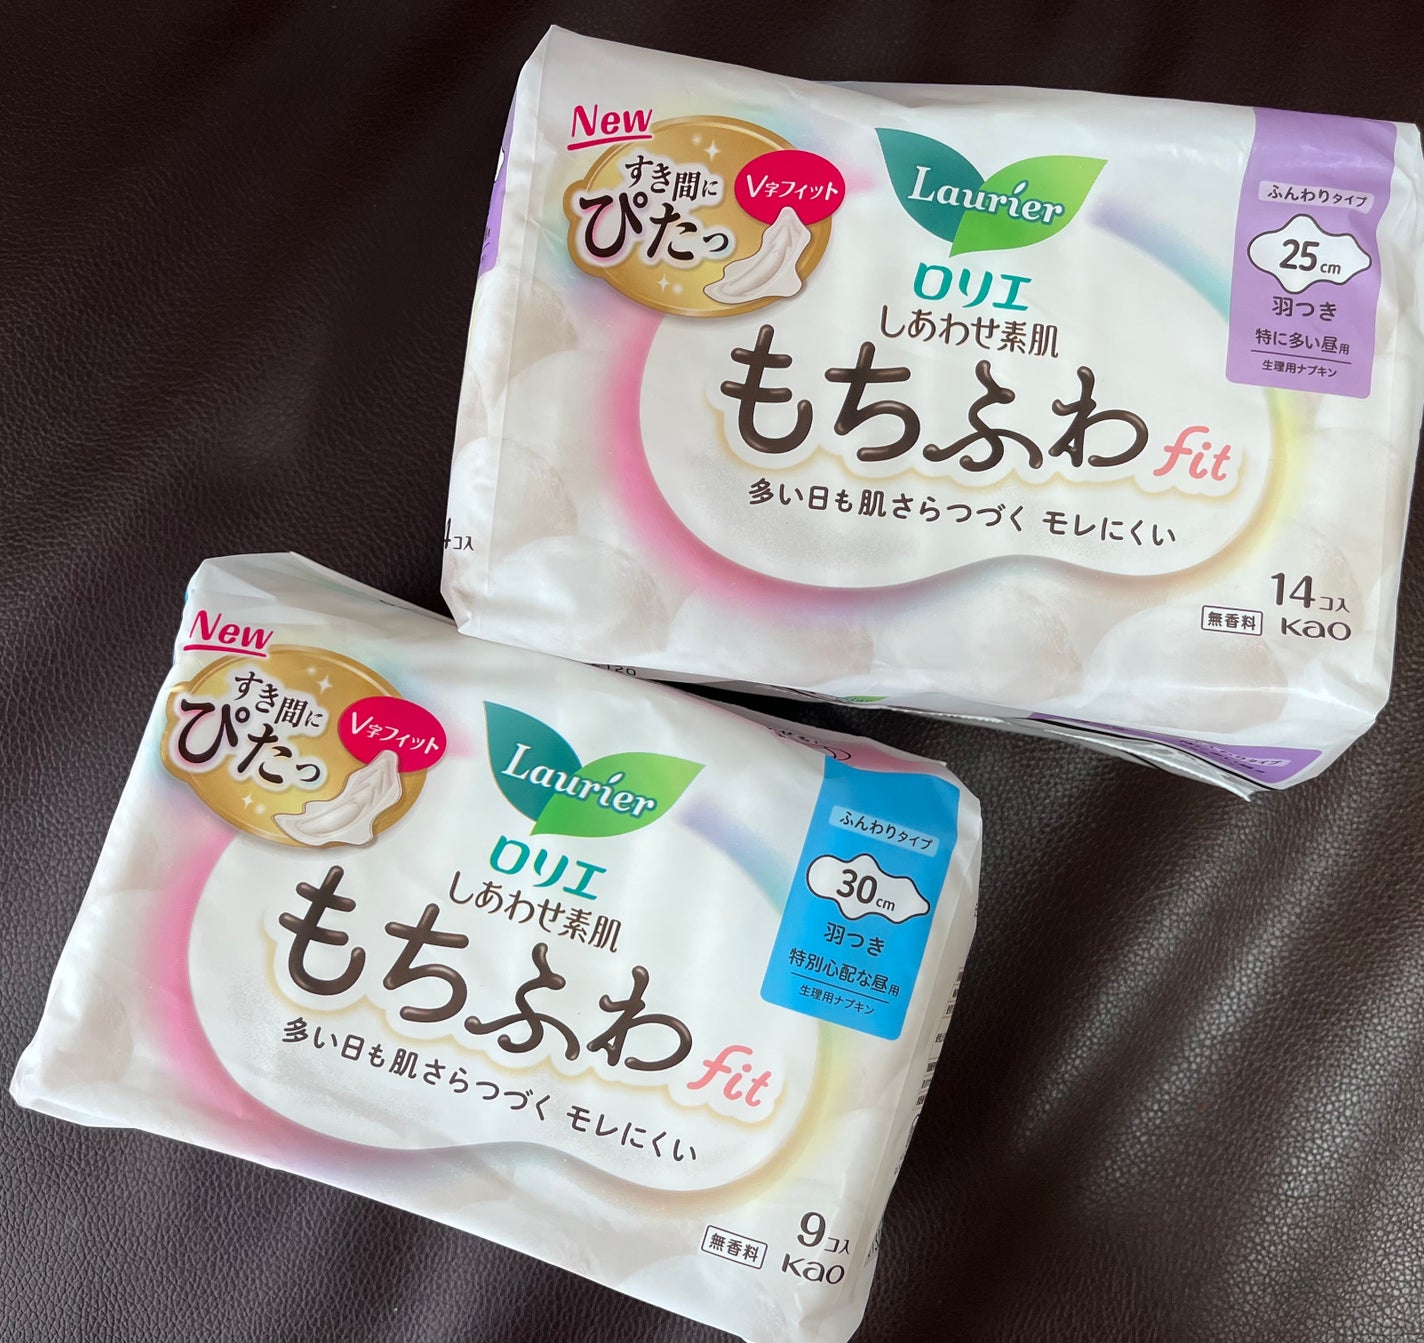 New
すき間に
ぴたっ
V字フィット
Laurier
ロリエ
しあわせ素肌
もちふわ fit
多い日も肌さらつづく モレにくい
ふんわりタイプ
25cm
羽つき
特に多い昼用
生理用ナプキン
14コ入
無香料 Kao
4コ入
New
すき間に
ぴたっ
V字フィット
Laurier
ロリエ
しあわせ素肌
もちふわ fit
多い日も肌さらつづく モレにくい
ふんわりタイプ
30cm
羽つき
特別心配な昼用
生理用ナプキン
9コ入
無香料 Kao